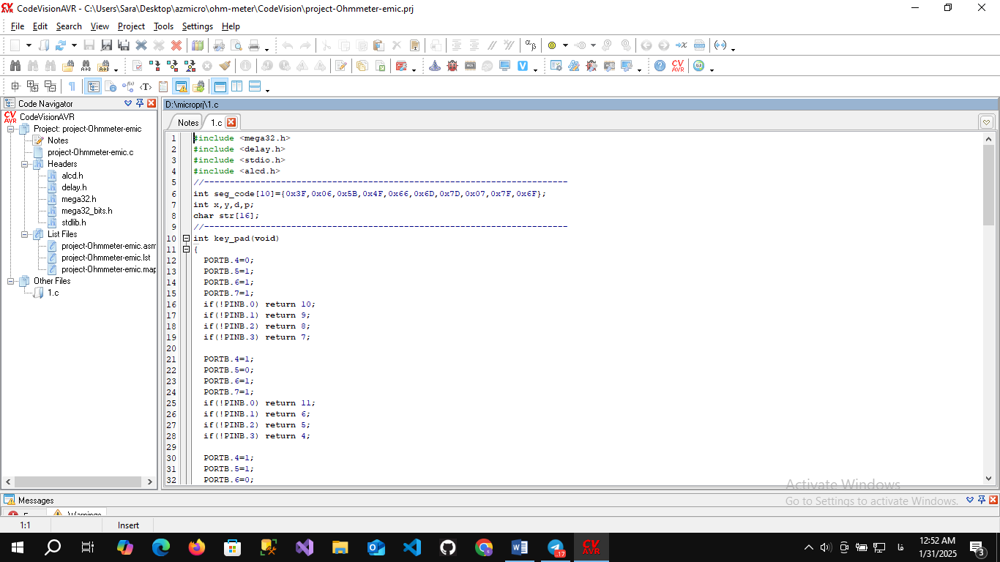 CodeVisionAVR - C:\Users\Sara\Desktop\azmicro\ohm-meter\CodeVision\project-Ohmmeter-emic.prj
File Edit Search View Project Tools Settings Help
Code Navigator
D:\microprj\1.c
CodeVisionAVR
Project: project-Ohmmeter-emic
Notes
project-Ohmmeter-emic.c
Headers
alcd.h
delay.h
mega32.h
mega32_bits.h
stdlib.h
List Files
project-Ohmmeter-emic.asm
project-Ohmmeter-emic.lst
project-Ohmmeter-emic.map
Other Files
1.c
Notes 1.c
1 #include <mega32.h>
2 #include <delay.h>
3 #include <stdio.h>
4 #include <alcd.h>
5 //-----------------------------------------------------------------------
6 int seg_code[10]={0x3F,0x06,0x5B,0x4F,0x66,0x6D,0x7D,0x07,0x7F,0x6F};
7 int x,y,d,p;
8 char str[16];
9 //-----------------------------------------------------------------------
10 int key_pad(void)
11 {
12 PORTB.4=0;
13 PORTB.5=1;
14 PORTB.6=1;
15 PORTB.7=1;
16 if(!PINB.0) return 10;
17 if(!PINB.1) return 9;
18 if(!PINB.2) return 8;
19 if(!PINB.3) return 7;
20
21 PORTB.4=1;
22 PORTB.5=0;
23 PORTB.6=1;
24 PORTB.7=1;
25 if(!PINB.0) return 11;
26 if(!PINB.1) return 6;
27 if(!PINB.2) return 5;
28 if(!PINB.3) return 4;
29
30 PORTB.4=1;
31 PORTB.5=1;
32 PORTB.6=0;
Activate Windows
Go to Settings to activate Windows.
Messages
Warnings
1:1 Insert
12:52 AM
فا
1/31/2025
3
17